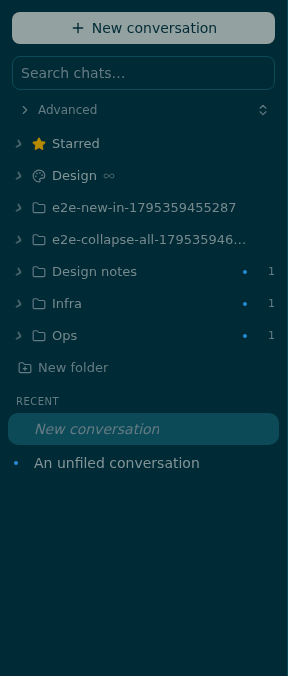 + New conversation
Search chats...
Advanced
Starred
Design ∞
e2e-new-in-1795359455287
e2e-collapse-all-179535946...
Design notes 1
Infra 1
Ops 1
New folder
RECENT
New conversation
An unfiled conversation